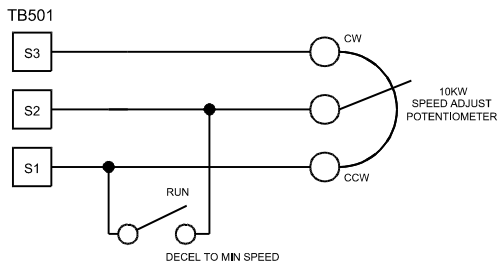 TB501
S3
CW
S2
10KW
SPEED ADJUST
POTENTIOMETER
S1
CCW
RUN
DECEL TO MIN SPEED